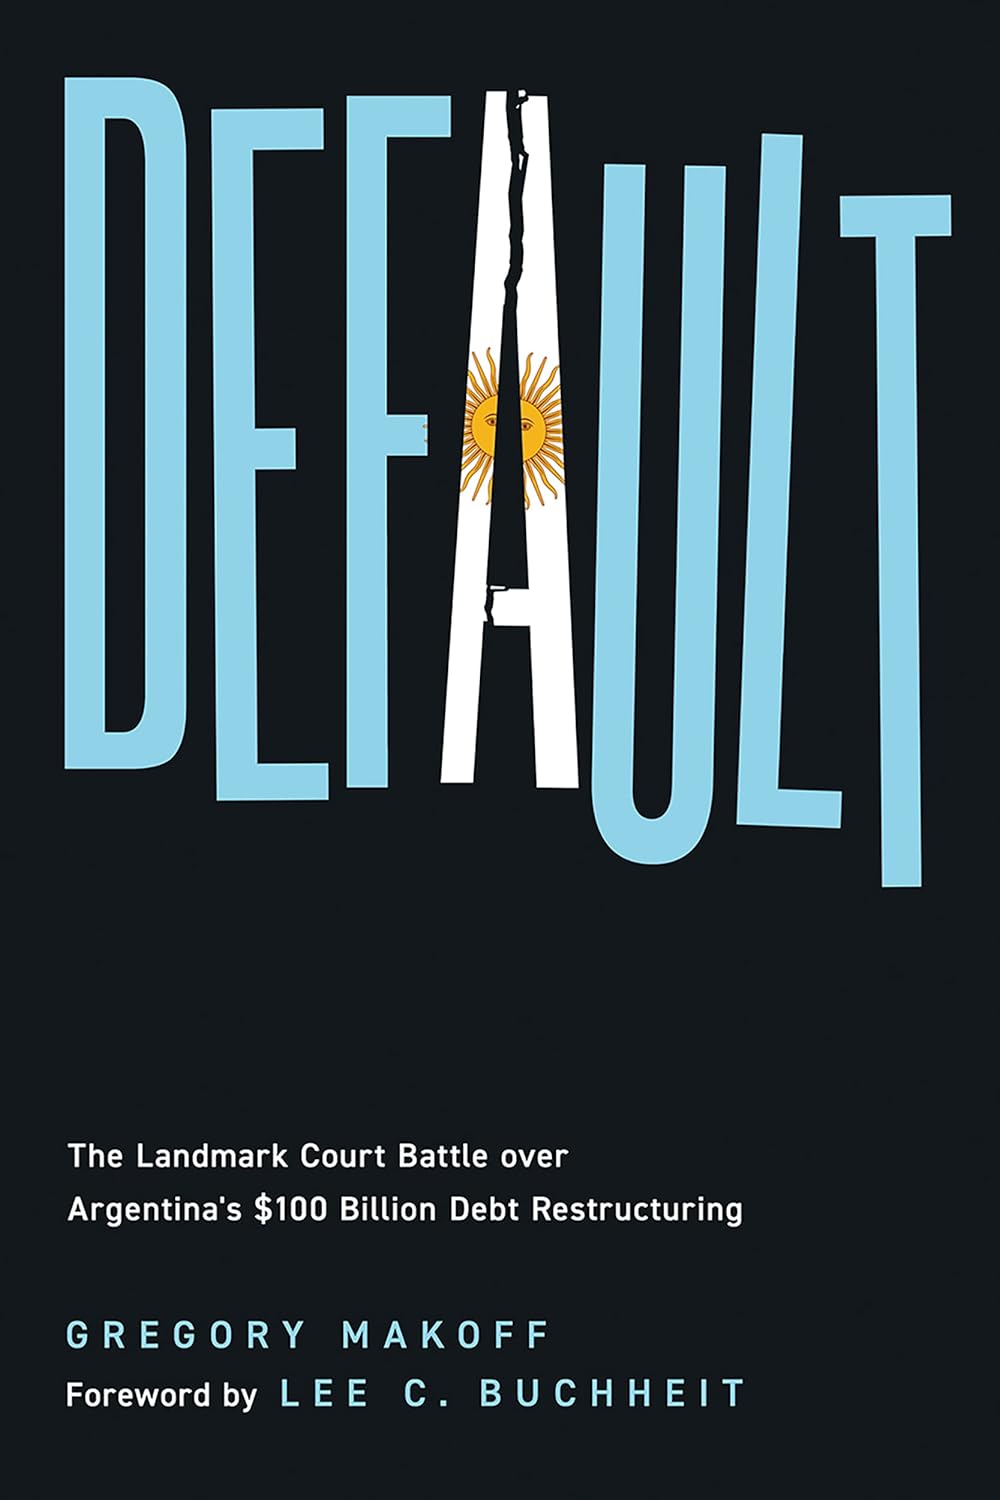 DEFAULT
The Landmark Court Battle over
Argentina's $100 Billion Debt Restructuring
GREGORY MAKOFF
Foreword by LEE C. BUCHHEIT